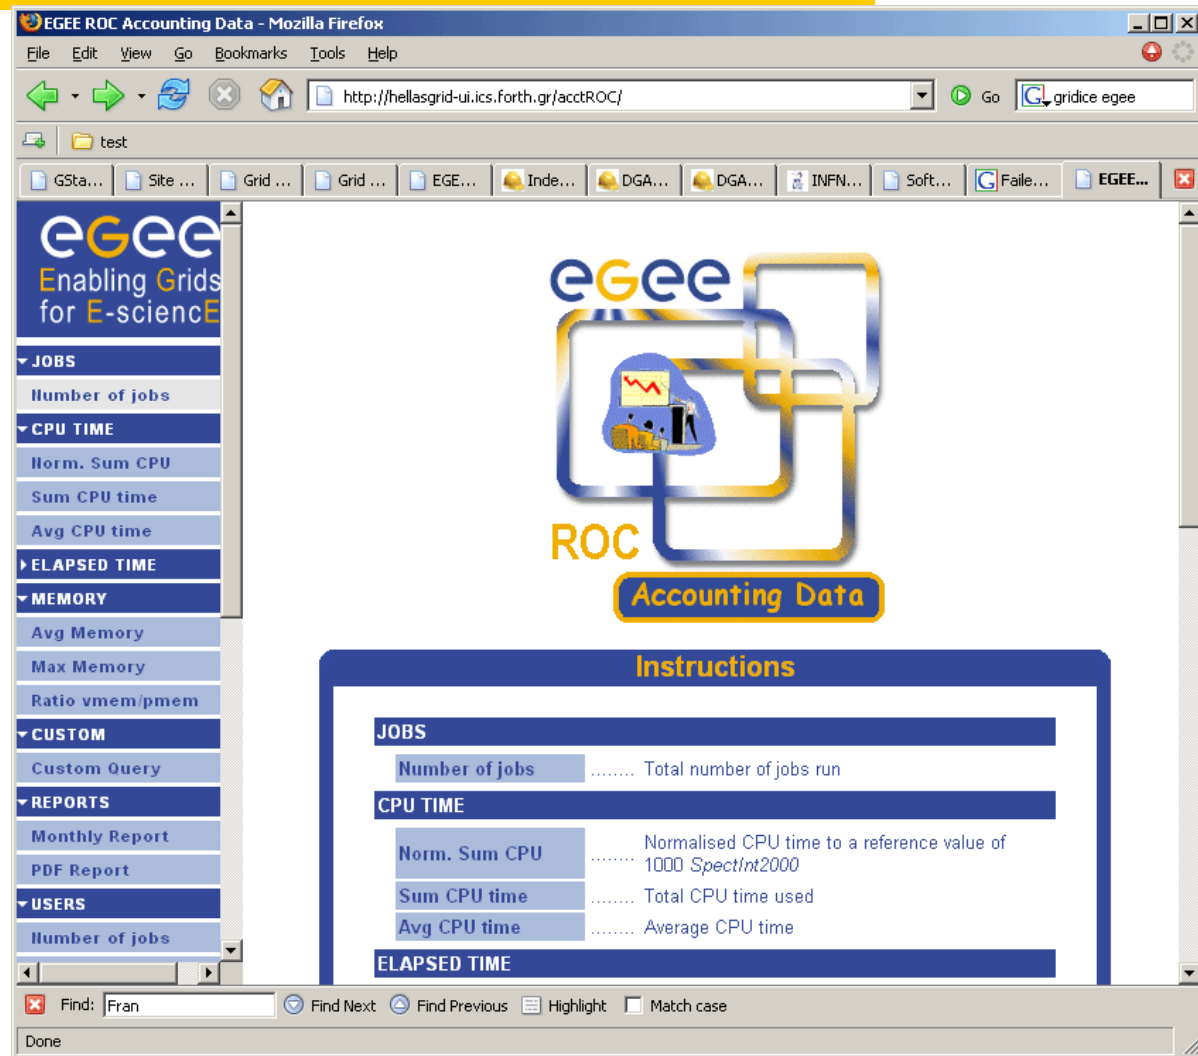 EGEE ROC Accounting Data - Mozilla Firefox
File Edit View Go Bookmarks Tools Help
http://hellasgrid-ui.ics.forth.gr/acctROC/ Go G gridice egee
test
GSta... Site ... Grid ... Grid ... EGE... Inde... DGA... DGA... INFN... Soft... G Faile... EGEE...
eGee
Enabling Grids
for E-sciencE
JOBS
Number of jobs
CPU TIME
Norm. Sum CPU
Sum CPU time
Avg CPU time
ELAPSED TIME
MEMORY
Avg Memory
Max Memory
Ratio vmem/pmem
CUSTOM
Custom Query
REPORTS
Monthly Report
PDF Report
USERS
Number of jobs
eGee
ROC
Accounting Data
Instructions
JOBS
Number of jobs ........ Total number of jobs run
CPU TIME
Norm. Sum CPU ........ Normalised CPU time to a reference value of
1000 SpectInt2000
Sum CPU time ........ Total CPU time used
Avg CPU time ........ Average CPU time
ELAPSED TIME
Find: Fran Find Next Find Previous Highlight Match case
Done